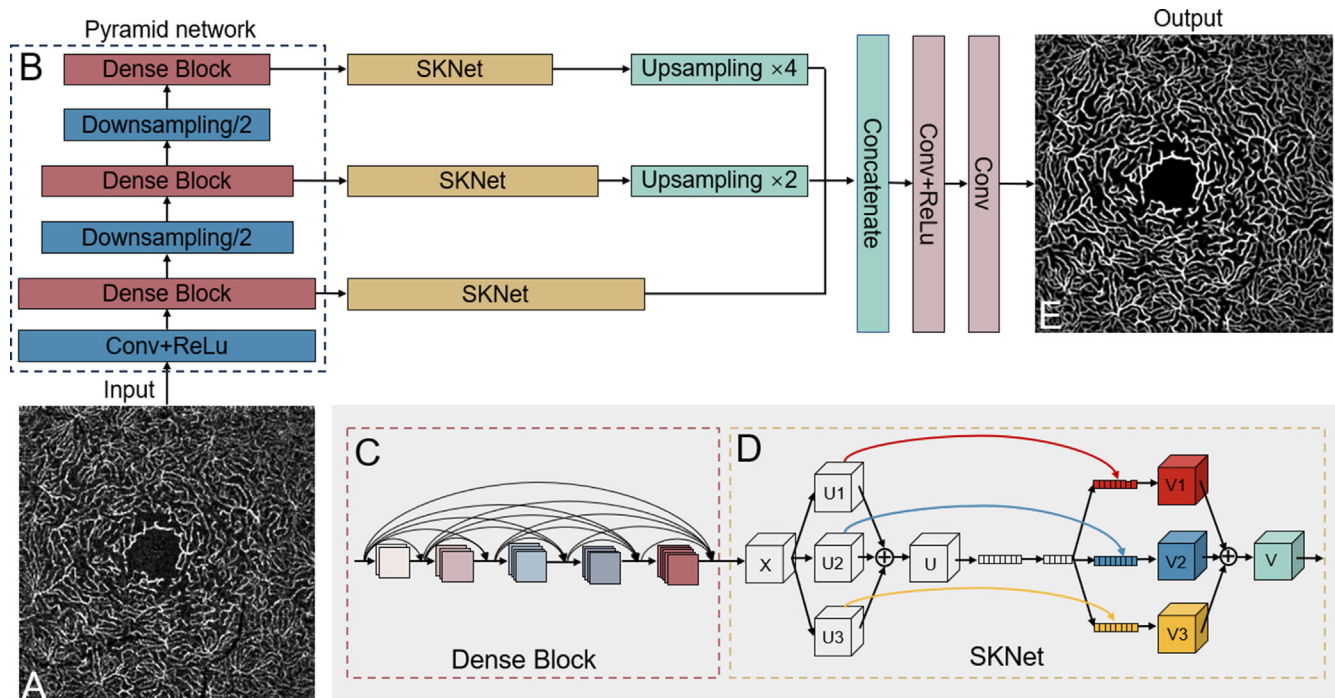 Pyramid network
Output
B
Dense Block
SKNet
Upsampling ×4
Downsampling/2
Dense Block
SKNet
Upsampling ×2
Downsampling/2
Dense Block
SKNet
Conv+ReLu
Concatenate
Conv+ReLu
Conv
E
Input
A
C
Dense Block
D
X
U1
U2
U3
U
V1
V2
V3
V
SKNet